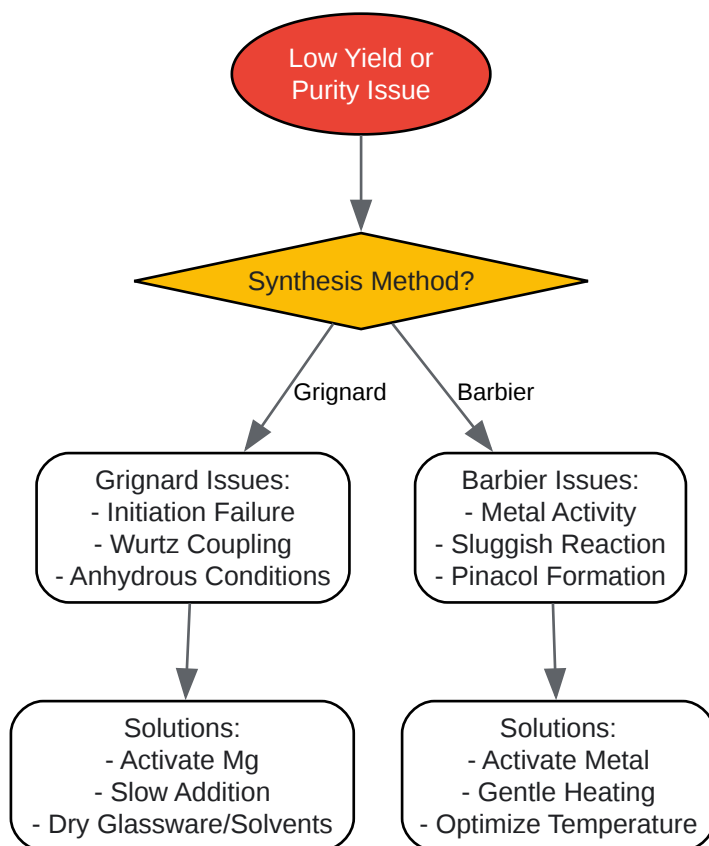 Low Yield or
Purity Issue
Synthesis Method?
Grignard
Barbier
Grignard Issues:
- Initiation Failure
- Wurtz Coupling
- Anhydrous Conditions
Barbier Issues:
- Metal Activity
- Sluggish Reaction
- Pinacol Formation
Solutions:
- Activate Mg
- Slow Addition
- Dry Glassware/Solvents
Solutions:
- Activate Metal
- Gentle Heating
- Optimize Temperature